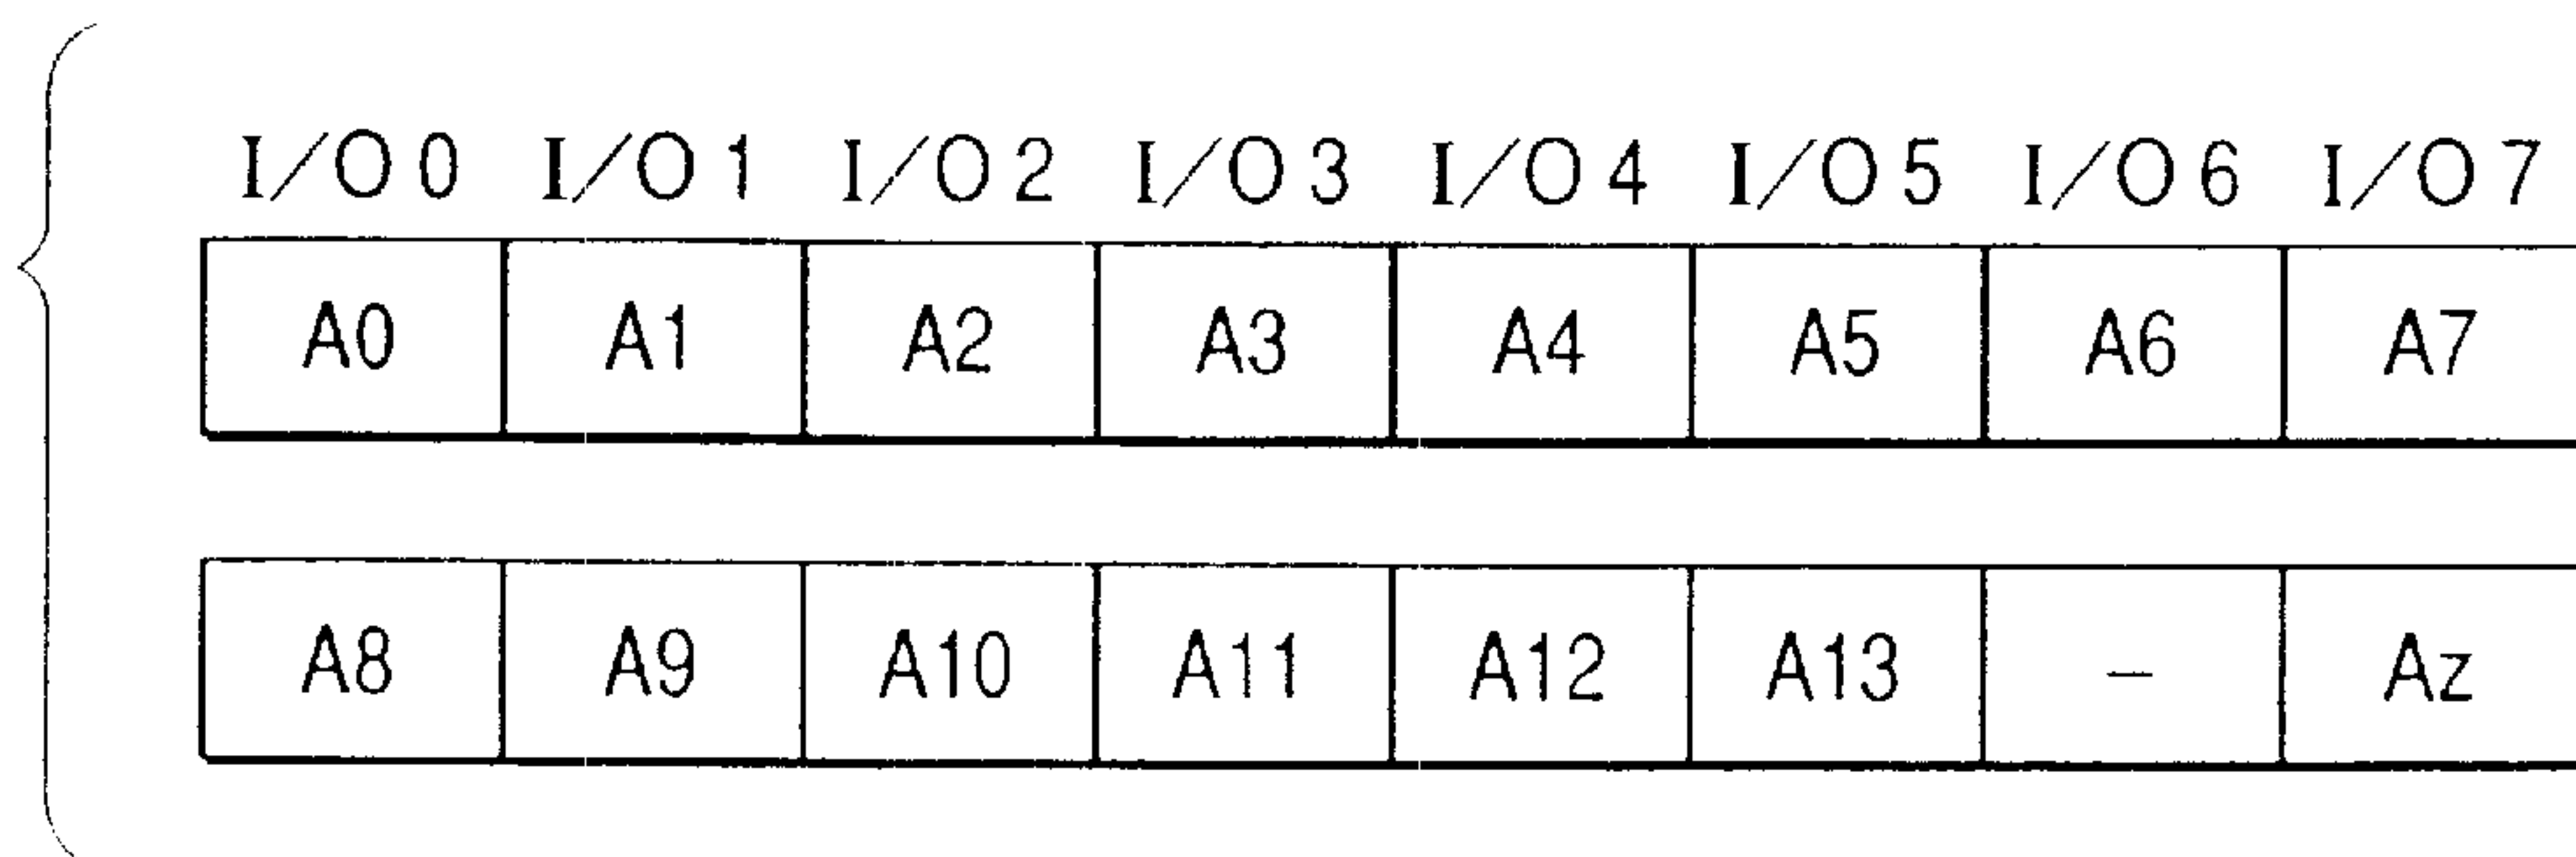 I/O 0 I/O 1 I/O 2 I/O 3 I/O 4 I/O 5 I/O 6 I/O 7
A0 A1 A2 A3 A4 A5 A6 A7
A8 A9 A10 A11 A12 A13 – Az